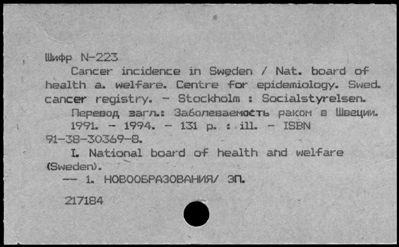 Шифр N-223
Cancer incidence in Sweden / Nat. board of
health a. welfare. Centre for epidemiology. Swed.
cancer registry. - Stockholm : Socialstyrelsen.
Перевод загл.: Заболеваемость раком в Швеции.
1991. - 1994. - 131 p. : ill. - ISBN
91-38-30369-8.
I. National board of health and welfare
(Sweden).
-- 1. НОВООБРАЗОВАНИЯ/ ЭП.
217184